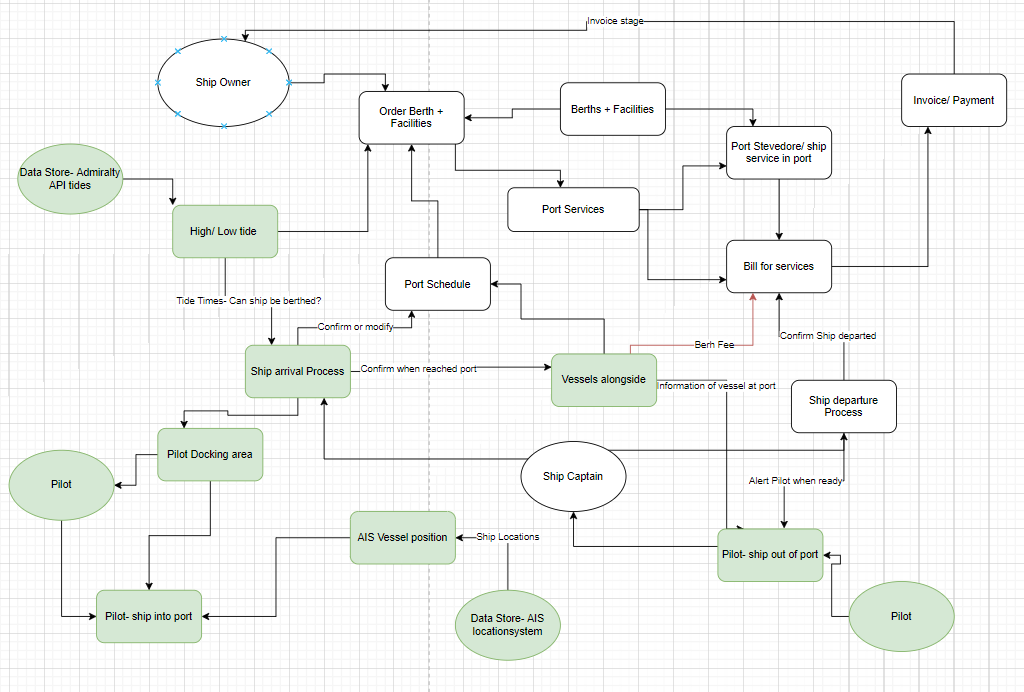 Invoice stage
Ship Owner
Order Berth +
Facilities
Berths + Facilities
Invoice/ Payment
Port Stevedore/ ship
service in port
Data Store- Admiralty
API tides
High/ Low tide
Port Services
Bill for services
Port Schedule
Tide Times- Can ship be berthed?
Confirm or modify
Ship arrival Process
Confirm when reached port
Vessels alongside
Berh Fee
Confirm Ship departed
Information of vessel at port
Ship departure
Process
Pilot Docking area
Pilot
Ship Captain
Alert Pilot when ready
AIS Vessel position
Ship Locations
Pilot- ship out of port
Pilot- ship into port
Data Store- AIS
locationsystem
Pilot